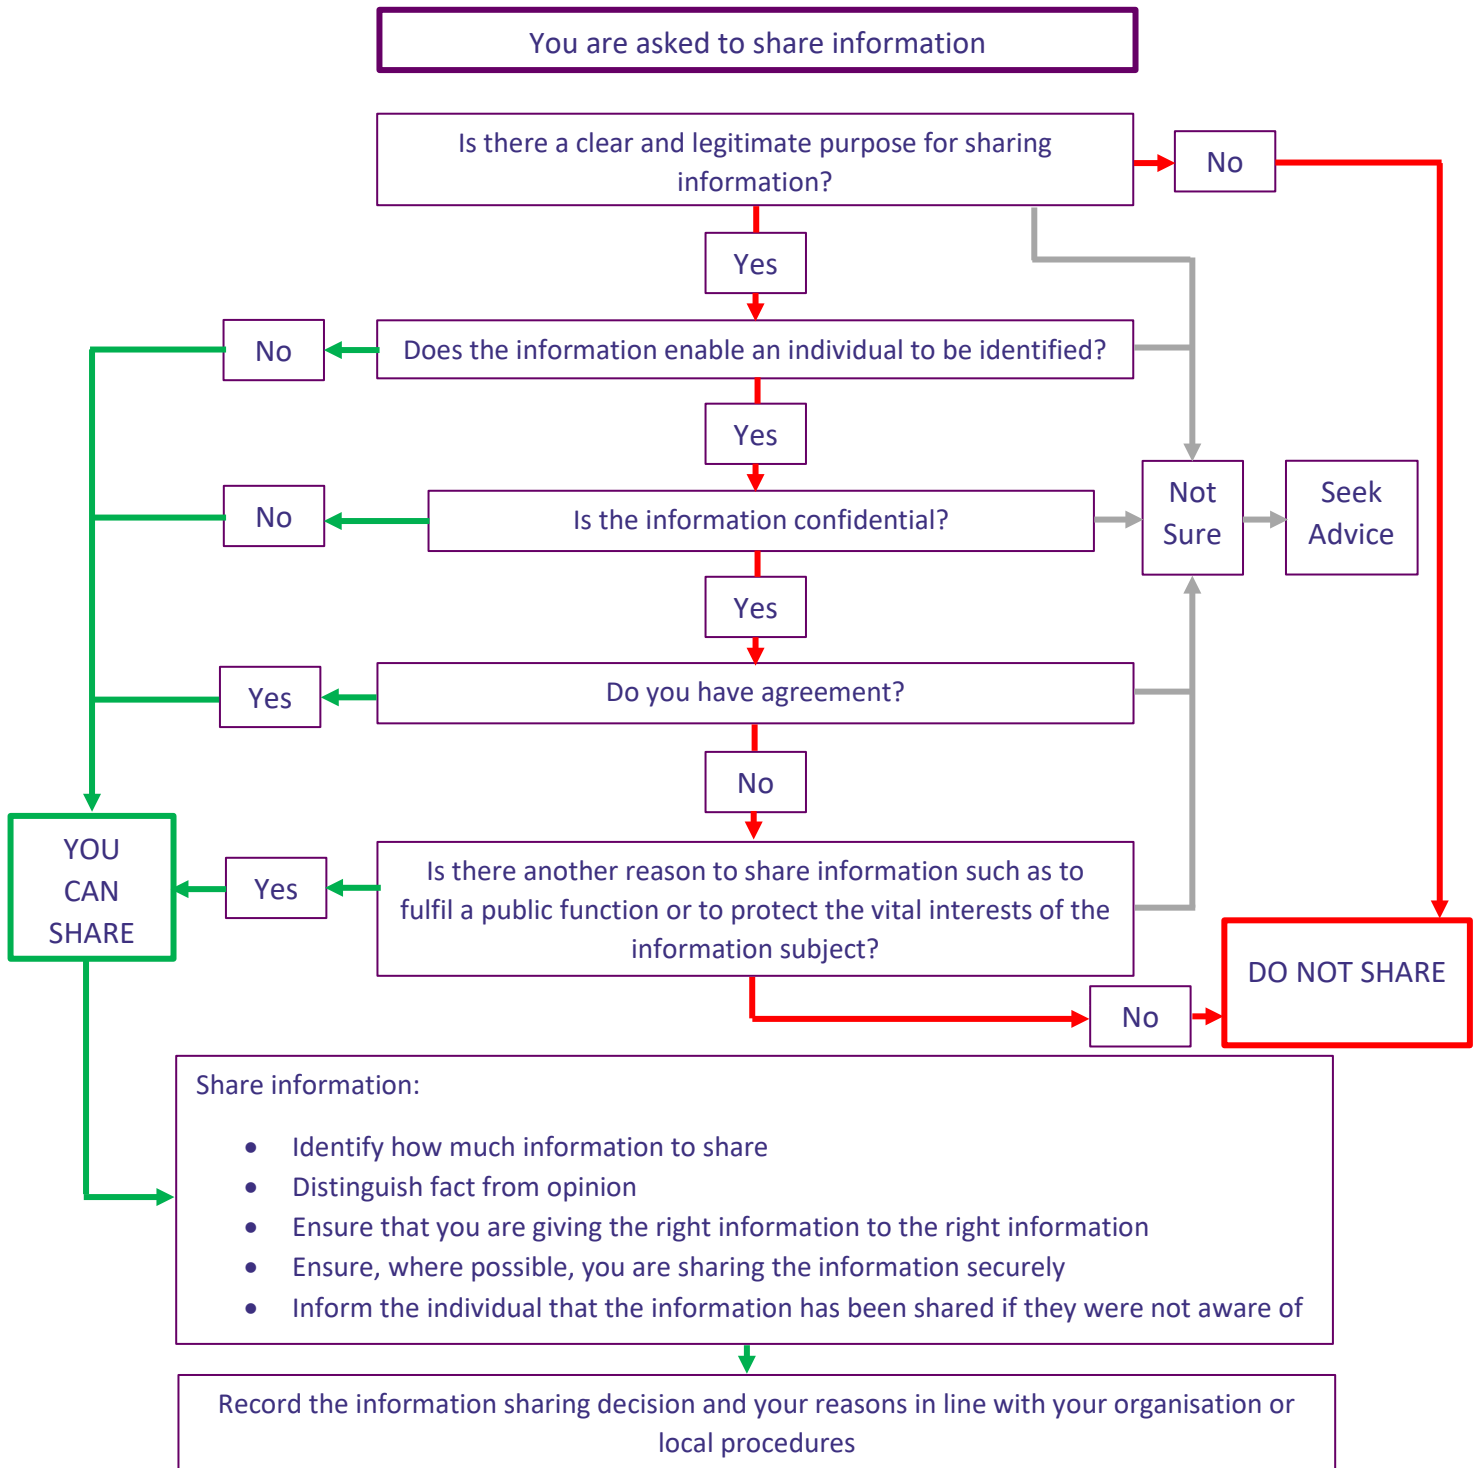 You are asked to share information
Is there a clear and legitimate purpose for sharing
information?
No
Yes
No
Does the information enable an individual to be identified?
Yes
No
Is the information confidential?
Not
Sure
Seek
Advice
Yes
Yes
Do you have agreement?
No
YOU
CAN
SHARE
Yes
Is there another reason to share information such as to
fulfil a public function or to protect the vital interests of the
information subject?
No
DO NOT SHARE
Share information:
• Identify how much information to share
• Distinguish fact from opinion
• Ensure that you are giving the right information to the right information
• Ensure, where possible, you are sharing the information securely
• Inform the individual that the information has been shared if they were not aware of
Record the information sharing decision and your reasons in line with your organisation or
local procedures